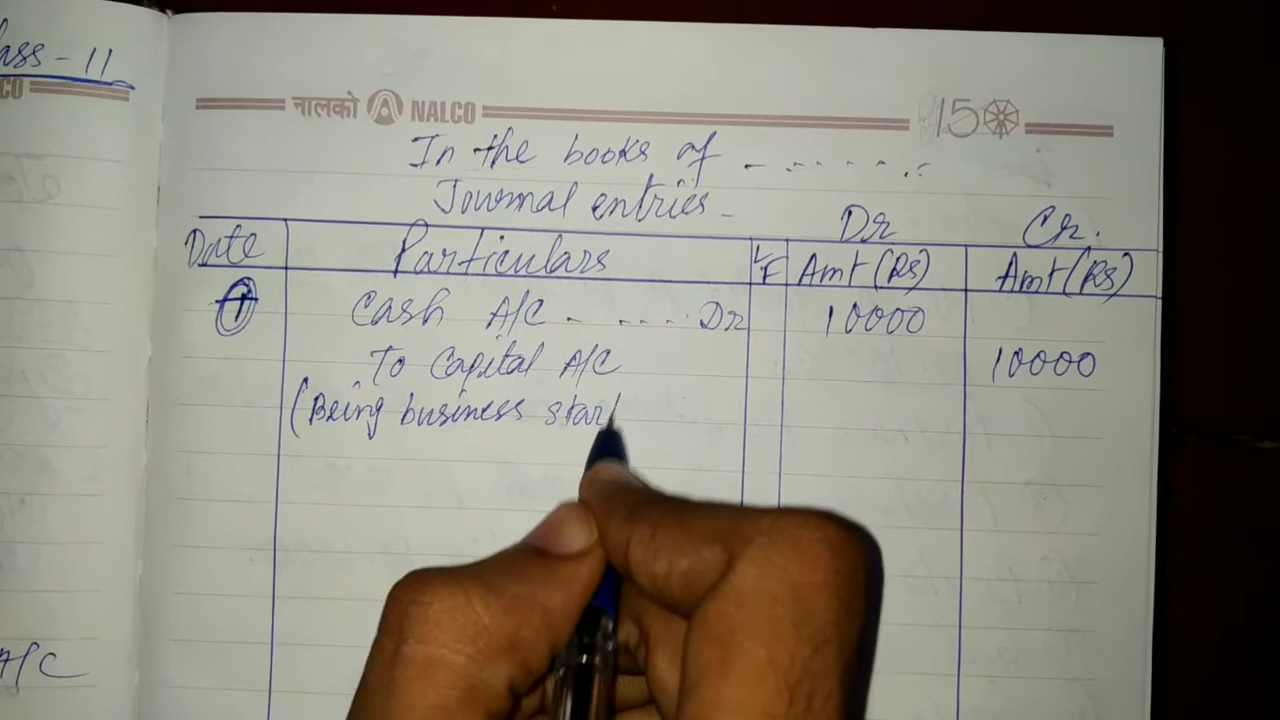 ass - 11
CO
नालको NALCO 150
In the books of - - - - - - - -
Journal entries -
Dr Cr.
Date Particulars L F Amt (Rs) Amt (Rs)
1 Cash A/C - - - - - Dr 10000
To Capital A/C 10000
(Being business star
A/C